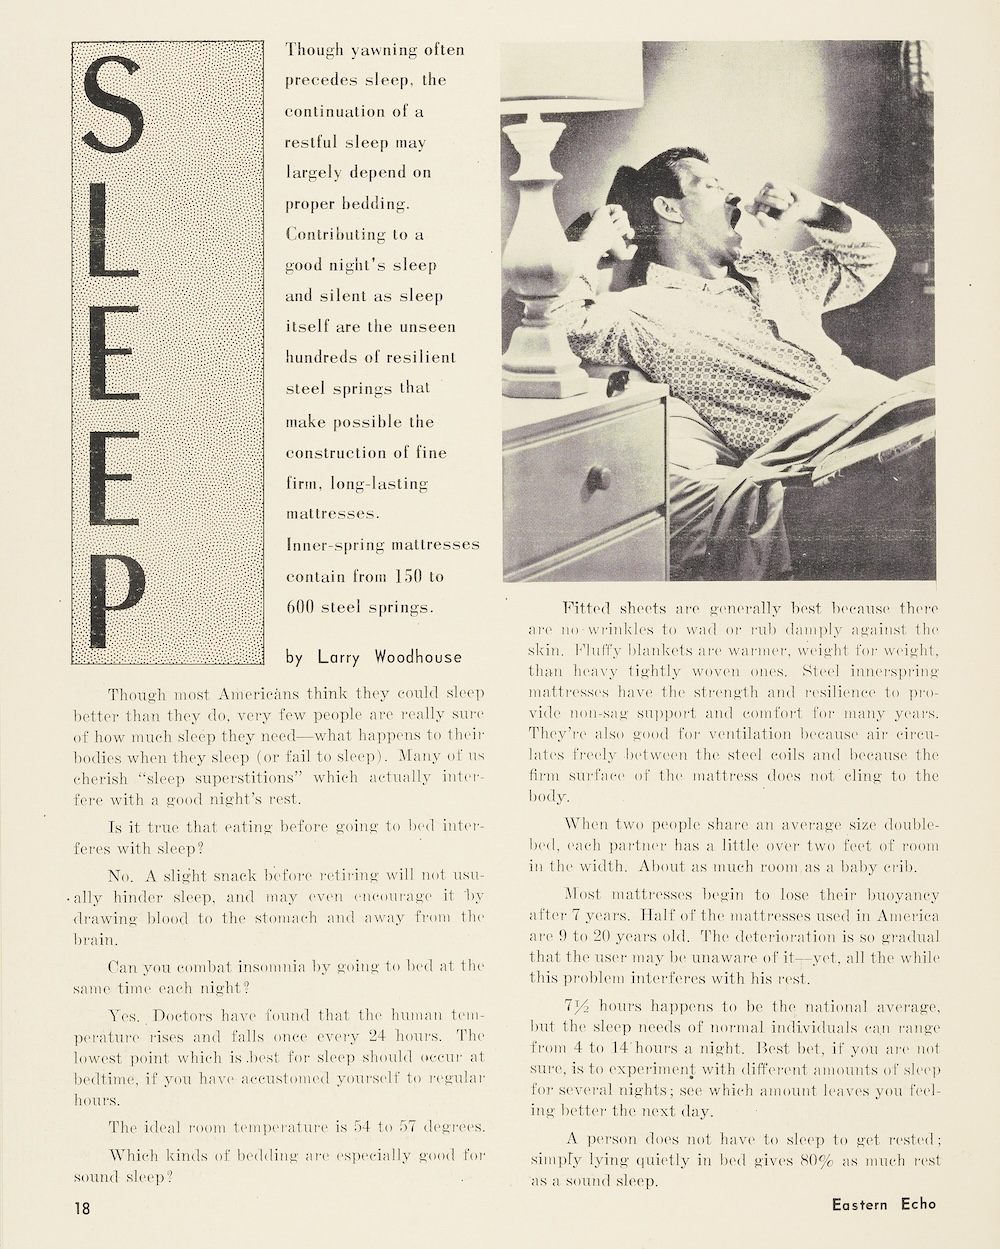 SLEEP
Though yawning often
precedes sleep, the
continuation of a
restful sleep may
largely depend on
proper bedding.
Contributing to a
good night's sleep
and silent as sleep
itself are the unseen
hundreds of resilient
steel springs that
make possible the
construction of fine
firm, long-lasting
mattresses.
Inner-spring mattresses
contain from 150 to
600 steel springs.
by Larry Woodhouse
Though most Americans think they could sleep
better than they do, very few people are really sure
of how much sleep they need—what happens to their
bodies when they sleep (or fail to sleep). Many of us
cherish “sleep superstitions” which actually inter-
fere with a good night's rest.
Is it true that eating before going to bed inter-
feres with sleep?
No. A slight snack before retiring will not usu-
ally hinder sleep, and may even encourage it by
drawing blood to the stomach and away from the
brain.
Can you combat insomnia by going to bed at the
same time each night?
Yes. Doctors have found that the human tem-
perature rises and falls once every 24 hours. The
lowest point which is best for sleep should occur at
bedtime, if you have accustomed yourself to regular
hours.
The ideal room temperature is 54 to 57 degrees.
Which kinds of bedding are especially good for
sound sleep?
Fitted sheets are generally best because there
are no wrinkles to wad or rub damply against the
skin. Fluffy blankets are warmer, weight for weight,
than heavy tightly woven ones. Steel innerspring
mattresses have the strength and resilience to pro-
vide non-sag support and comfort for many years.
They're also good for ventilation because air circu-
lates freely between the steel coils and because the
firm surface of the mattress does not cling to the
body.
When two people share an average size double-
bed, each partner has a little over two feet of room
in the width. About as much room as a baby crib.
Most mattresses begin to lose their buoyancy
after 7 years. Half of the mattresses used in America
are 9 to 20 years old. The deterioration is so gradual
that the user may be unaware of it—yet, all the while
this problem interferes with his rest.
7½ hours happens to be the national average,
but the sleep needs of normal individuals can range
from 4 to 14 hours a night. Best bet, if you are not
sure, is to experiment with different amounts of sleep
for several nights; see which amount leaves you feel-
ing better the next day.
A person does not have to sleep to get rested;
simply lying quietly in bed gives 80% as much rest
as a sound sleep.
18
Eastern Echo